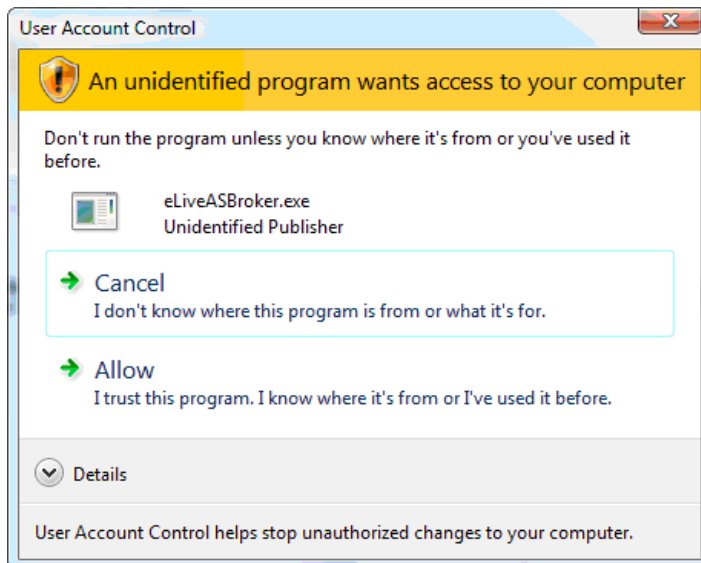 User Account Control
An unidentified program wants access to your computer
Don't run the program unless you know where it's from or you've used it
before.
eLiveASBroker.exe
Unidentified Publisher
Cancel
I don't know where this program is from or what it's for.
Allow
I trust this program. I know where it's from or I've used it before.
Details
User Account Control helps stop unauthorized changes to your computer.